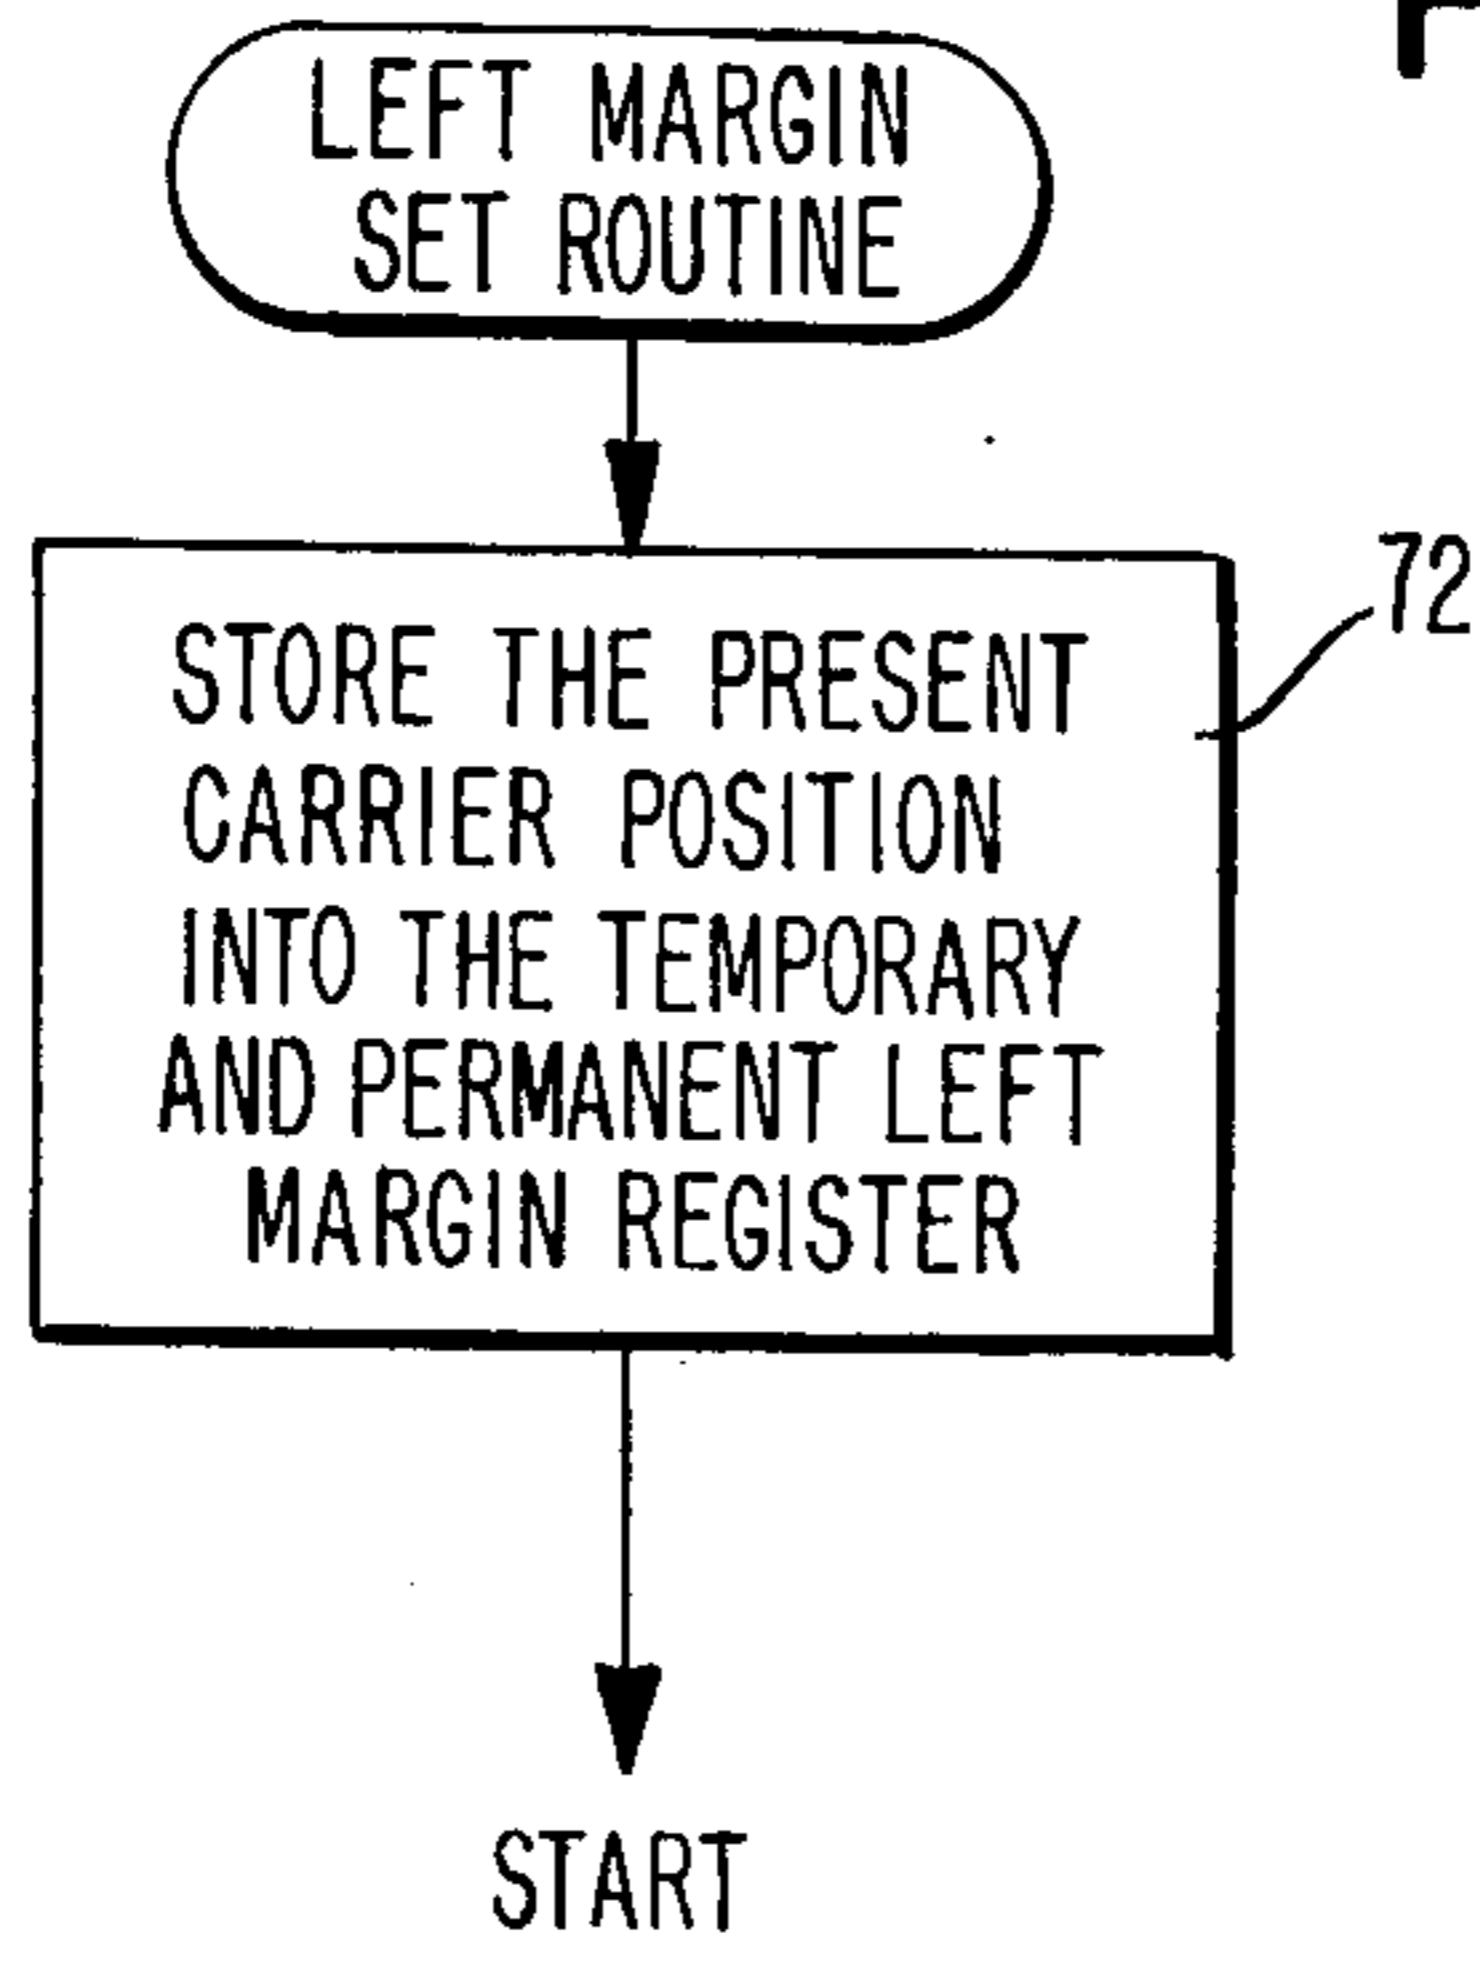 LEFT MARGIN
SET ROUTINE
72
STORE THE PRESENT
CARRIER POSITION
INTO THE TEMPORARY
AND PERMANENT LEFT
MARGIN REGISTER
START